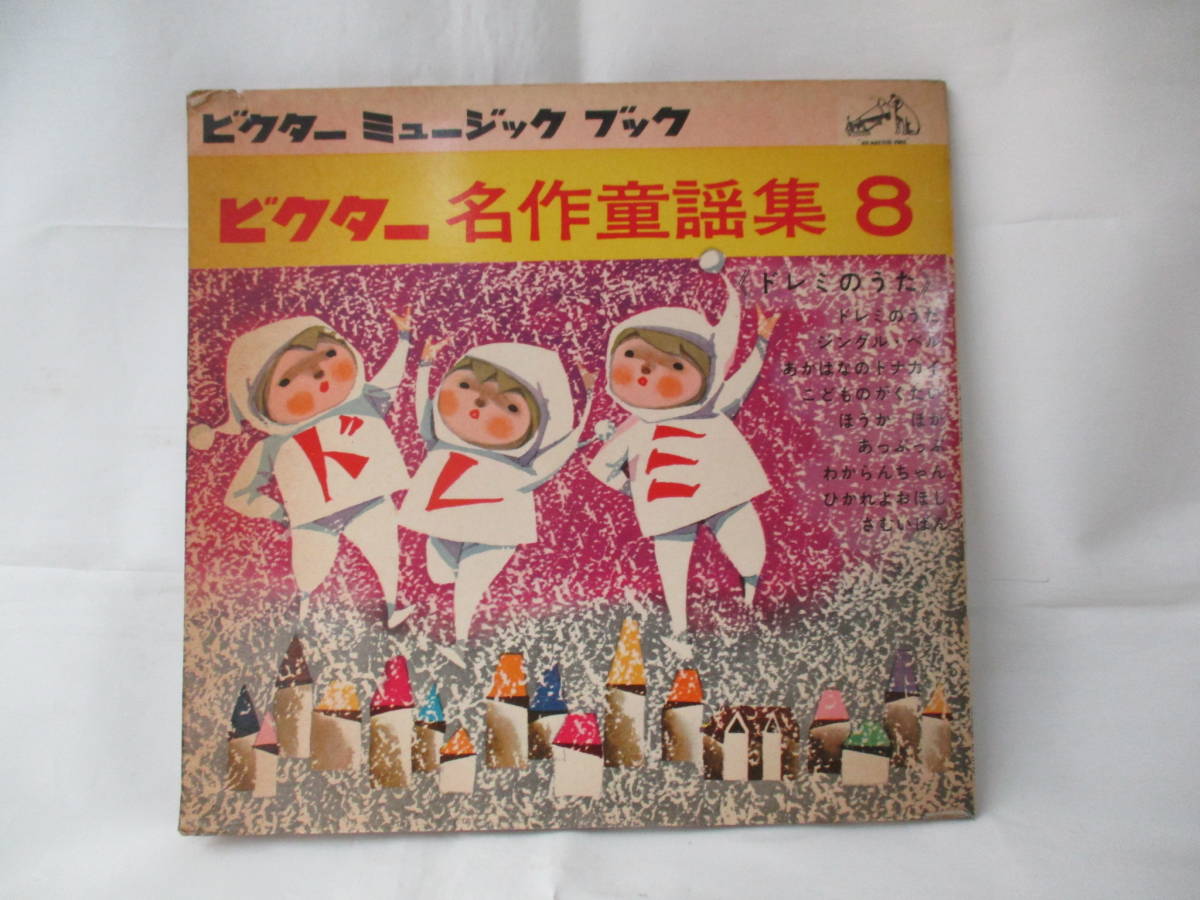 ビクター ミュージック ブック
ビクター 名作童謡集 8
《ドレミのうた》
ドレミのうた
ジングル・ベル
あかはなのトナカイ
こどものがくたい
ほうか ほか
あっぷっぷ
わからんちゃん
ひかれよおほし
さむいばん
ド
レ
ミ